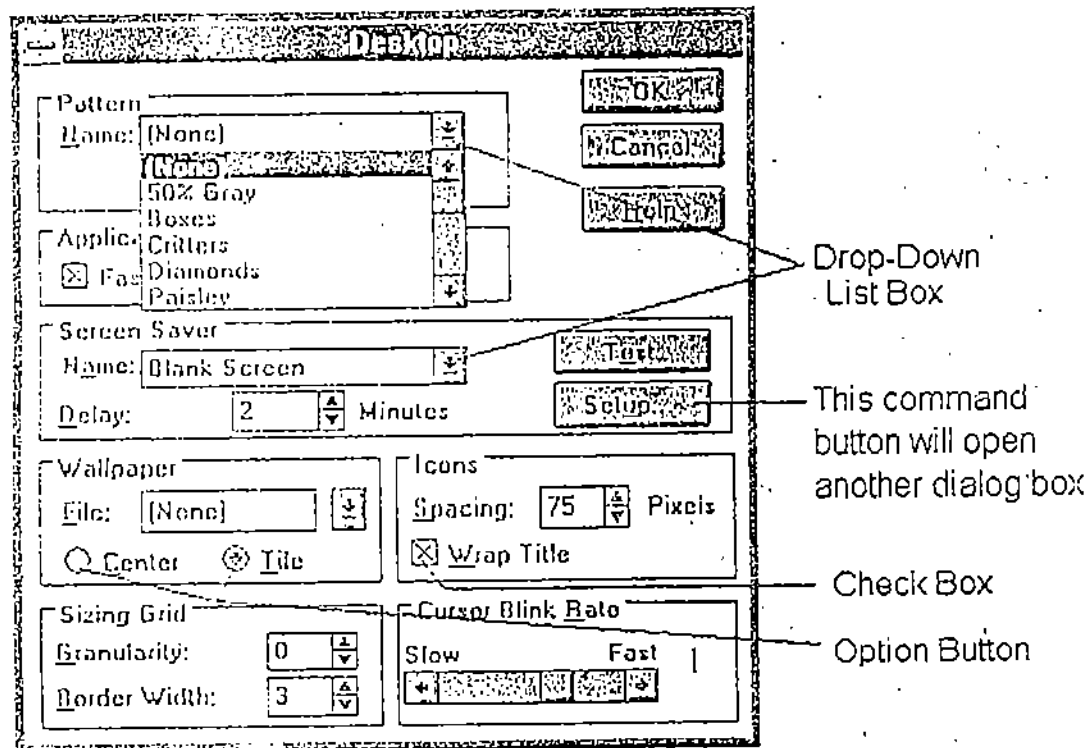 Desktop
OK
Pattern
Name: (None)
Cancel
(None)
50% Gray
Help
Boxes
Applic
Critters
Drop-Down
List Box
Fas
Diamonds
Paisley
Screen Saver
Test
Name: Blank Screen
Setup...
This command
button will open
another dialog box
Delay: 2 Minutes
Wallpaper
Icons
File: (None)
Spacing: 75 Pixels
Center Tile
Wrap Title
Check Box
Sizing Grid
Cursor Blink Rate
Option Button
Granularity: 0
Slow Fast
Border Width: 3